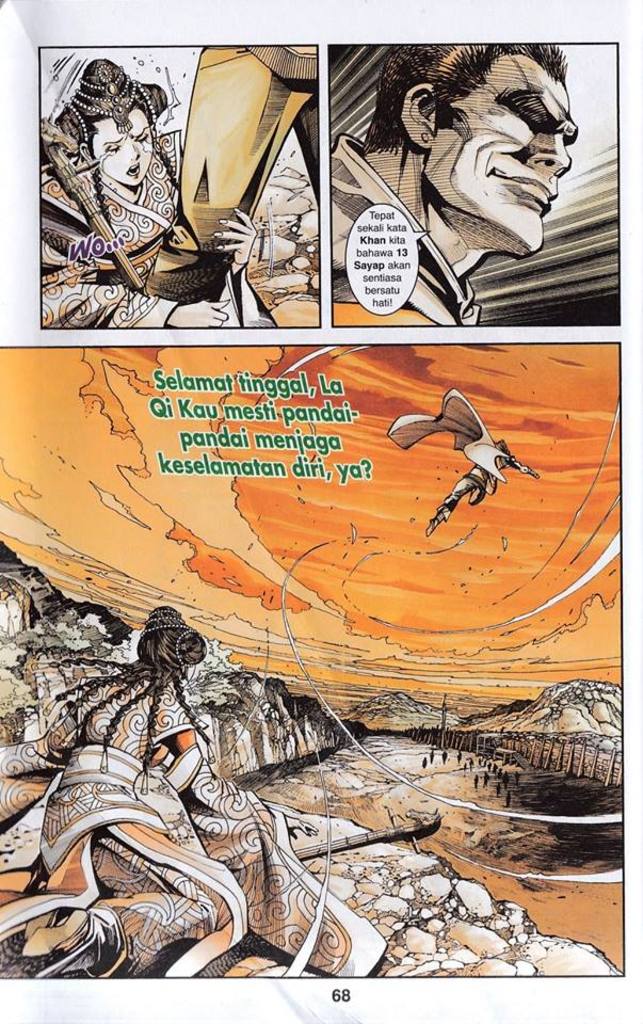 Wo...
Tepat
sekali kata
Khan kita
bahawa 13
Sayap akan
sentiasa
bersatu
hati!
Selamat tinggal, La
Qi Kau mesti pandai-
pandai menjaga
keselamatan diri, ya?
68